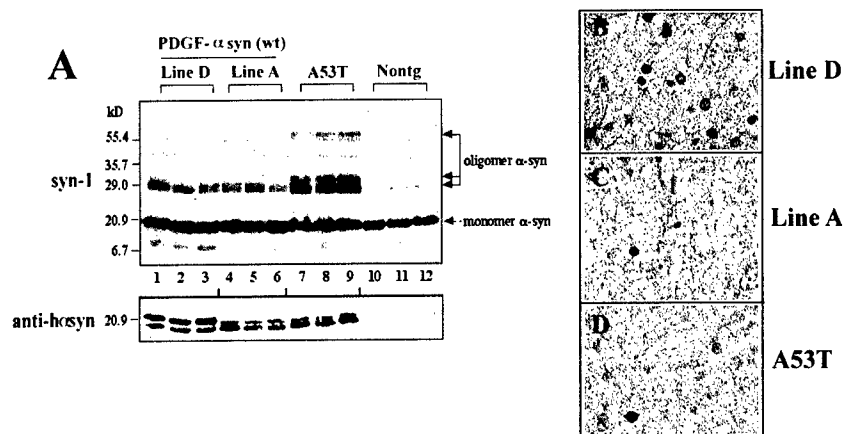 A
PDGF-αsyn (wt)
Line D Line A A53T Nontg
kD
55.4
35.7
29.0
20.9
6.7
syn-1
oligomer α-syn
monomer α-syn
1 2 3 4 5 6 7 8 9 10 11 12
anti-hαsyn 20.9
B
Line D
C
Line A
D
A53T